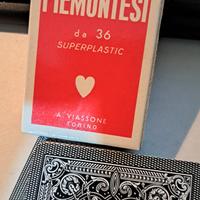 PIEMONTESI
da 36
SUPERPLASTIC
A. VIASSONE
TORINO